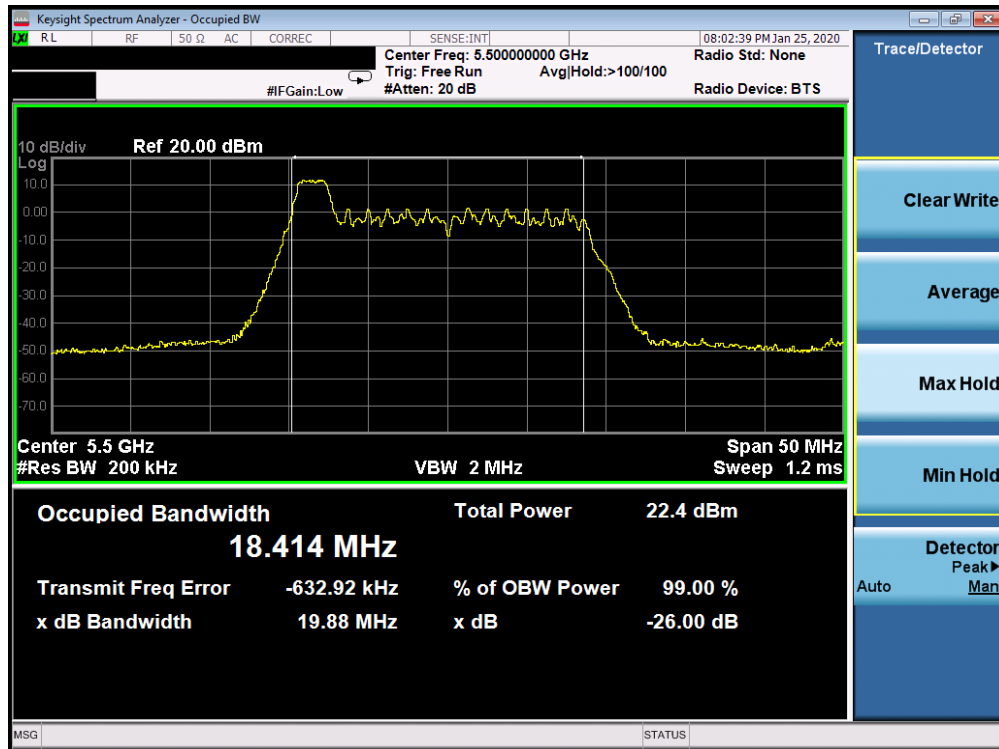 Keysight Spectrum Analyzer - Occupied BW
LXI RL RF 50 Ω AC CORREC SENSE:INT 08:02:39 PM Jan 25, 2020
Center Freq: 5.500000000 GHz Radio Std: None
Trig: Free Run Avg|Hold:>100/100
#IFGain:Low #Atten: 20 dB Radio Device: BTS
Trace/Detector
10 dB/div Ref 20.00 dBm
Log
10.0
0.00
-10.0
-20.0
-30.0
-40.0
-50.0
-60.0
-70.0
Center 5.5 GHz Span 50 MHz
#Res BW 200 kHz VBW 2 MHz Sweep 1.2 ms
Occupied Bandwidth Total Power 22.4 dBm
18.414 MHz
Transmit Freq Error -632.92 kHz % of OBW Power 99.00 %
x dB Bandwidth 19.88 MHz x dB -26.00 dB
Clear Write
Average
Max Hold
Min Hold
Detector
Peak▶
Auto Man
MSG STATUS